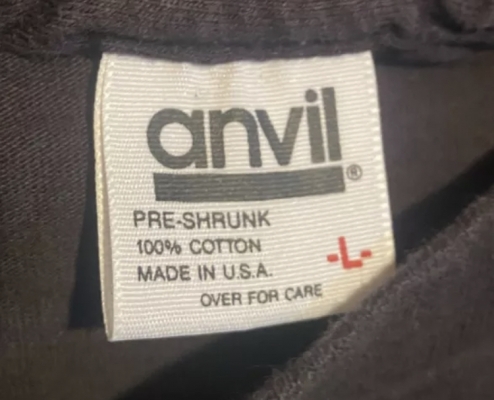 anvil®
PRE-SHRUNK
100% COTTON
MADE IN U.S.A.
-L-
OVER FOR CARE